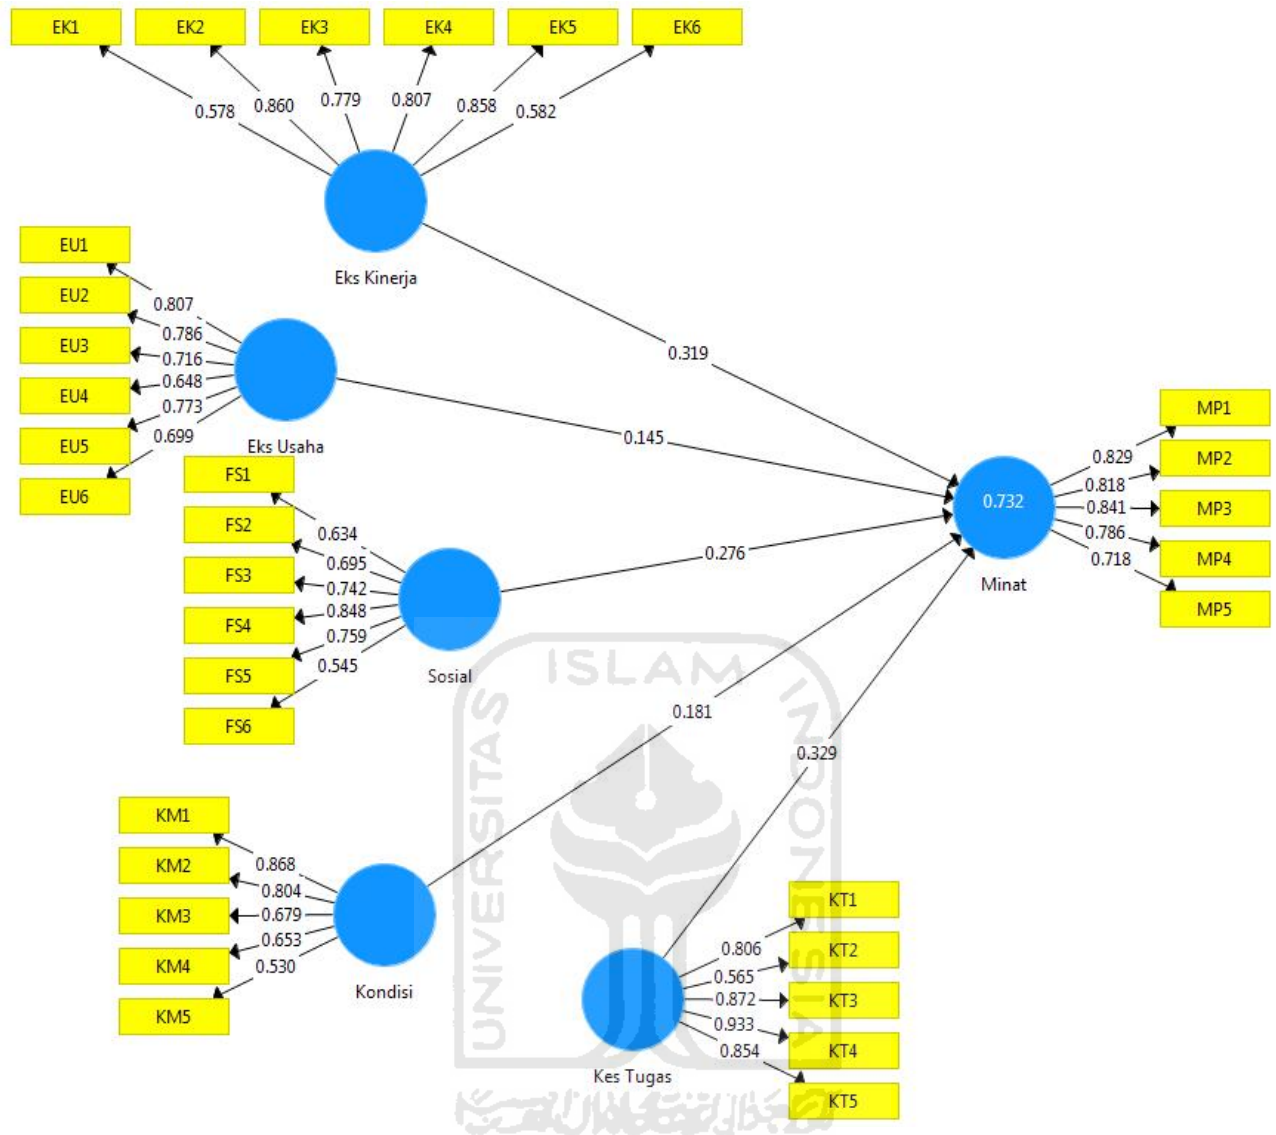 EK1 EK2 EK3 EK4 EK5 EK6
0.578 0.860 0.779 0.807 0.858 0.582
Eks Kinerja
EU1
EU2
EU3
EU4
EU5
EU6
0.807
0.786
0.716
0.648
0.773
0.699
Eks Usaha
FS1
FS2
FS3
FS4
FS5
FS6
0.634
0.695
0.742
0.848
0.759
0.545
Sosial
KM1
KM2
KM3
KM4
KM5
0.868
0.804
0.679
0.653
0.530
Kondisi
0.319
0.145
0.276
0.181
0.329
0.732
Minat
0.829
0.818
0.841
0.786
0.718
MP1
MP2
MP3
MP4
MP5
0.806
0.565
0.872
0.933
0.854
KT1
KT2
KT3
KT4
KT5
Kes Tugas
UNIVERSITAS
ISLAM
INDONESIA